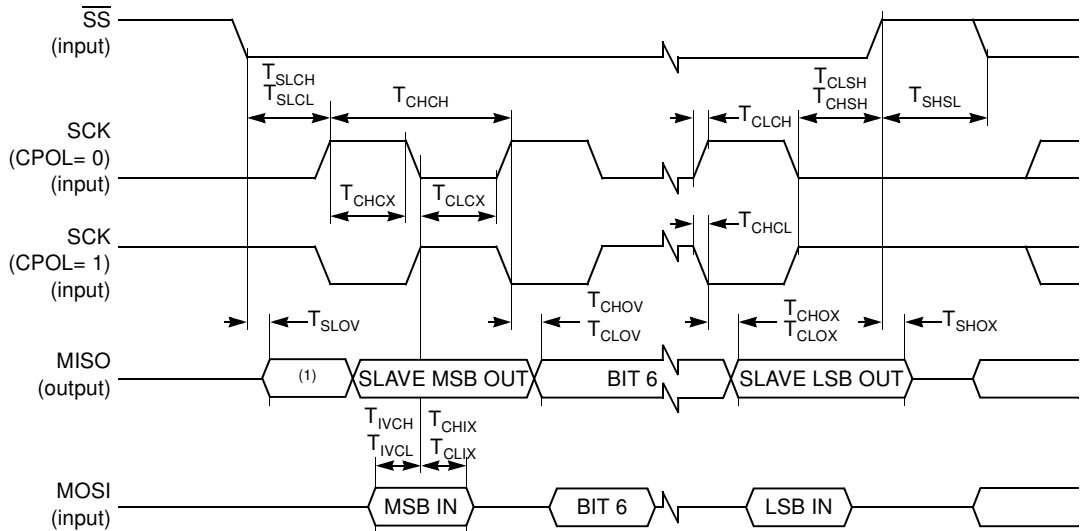 SS
(input)
TSLCH
TSLCL
TCHCH
TCLSH
TCHSH
TSHSL
TCLCH
SCK
(CPOL= 0)
(input)
TCHCX
TCLCX
SCK
(CPOL= 1)
(input)
TCHCL
TSLOV
TCHOV
TCLOV
TCHOX
TCLOX
TSHOX
MISO
(output)
(1)
SLAVE MSB OUT
BIT 6
SLAVE LSB OUT
TIVCH
TIVCL
TCHIX
TCLIX
MOSI
(input)
MSB IN
BIT 6
LSB IN